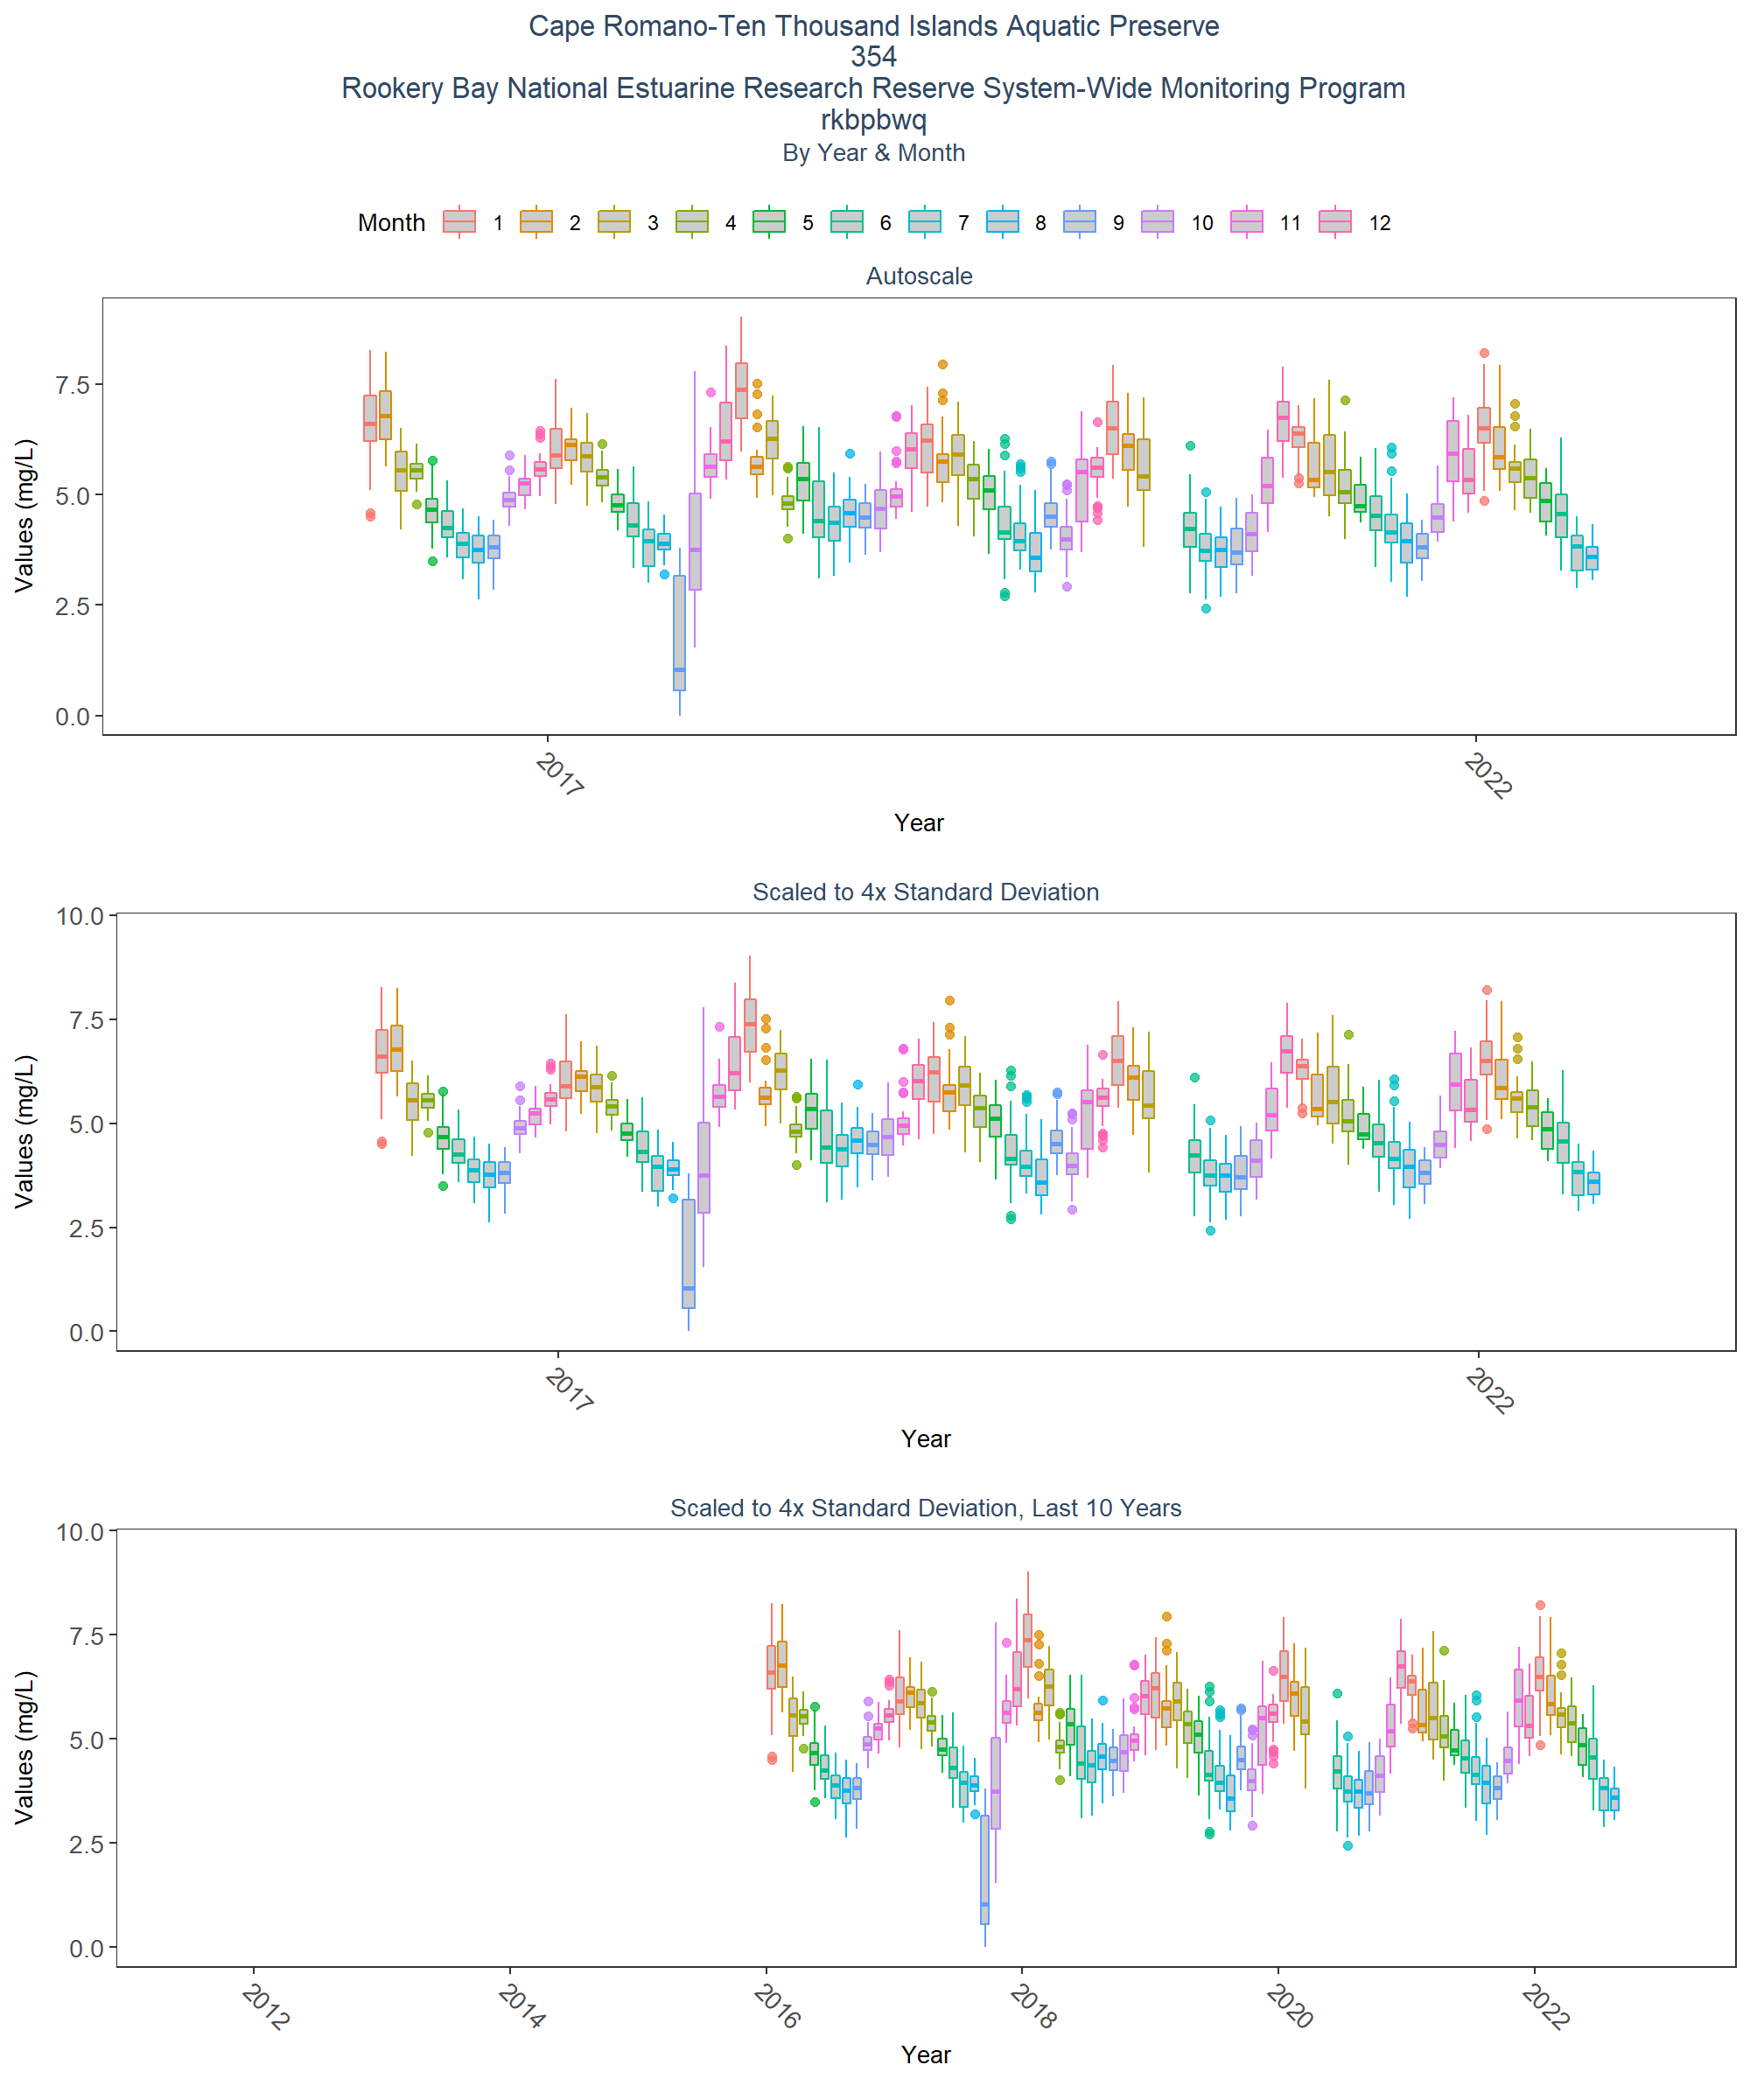 Cape Romano-Ten Thousand Islands Aquatic Preserve
354
Rookery Bay National Estuarine Research Reserve System-Wide Monitoring Program
rkbpbwq
By Year & Month
Month 1 2 3 4 5 6 7 8 9 10 11 12
Autoscale
Values (mg/L)
7.5
5.0
2.5
0.0
2017 2022
Year
Scaled to 4x Standard Deviation
Values (mg/L)
10.0
7.5
5.0
2.5
0.0
2017 2022
Year
Scaled to 4x Standard Deviation, Last 10 Years
Values (mg/L)
10.0
7.5
5.0
2.5
0.0
2012 2014 2016 2018 2020 2022
Year